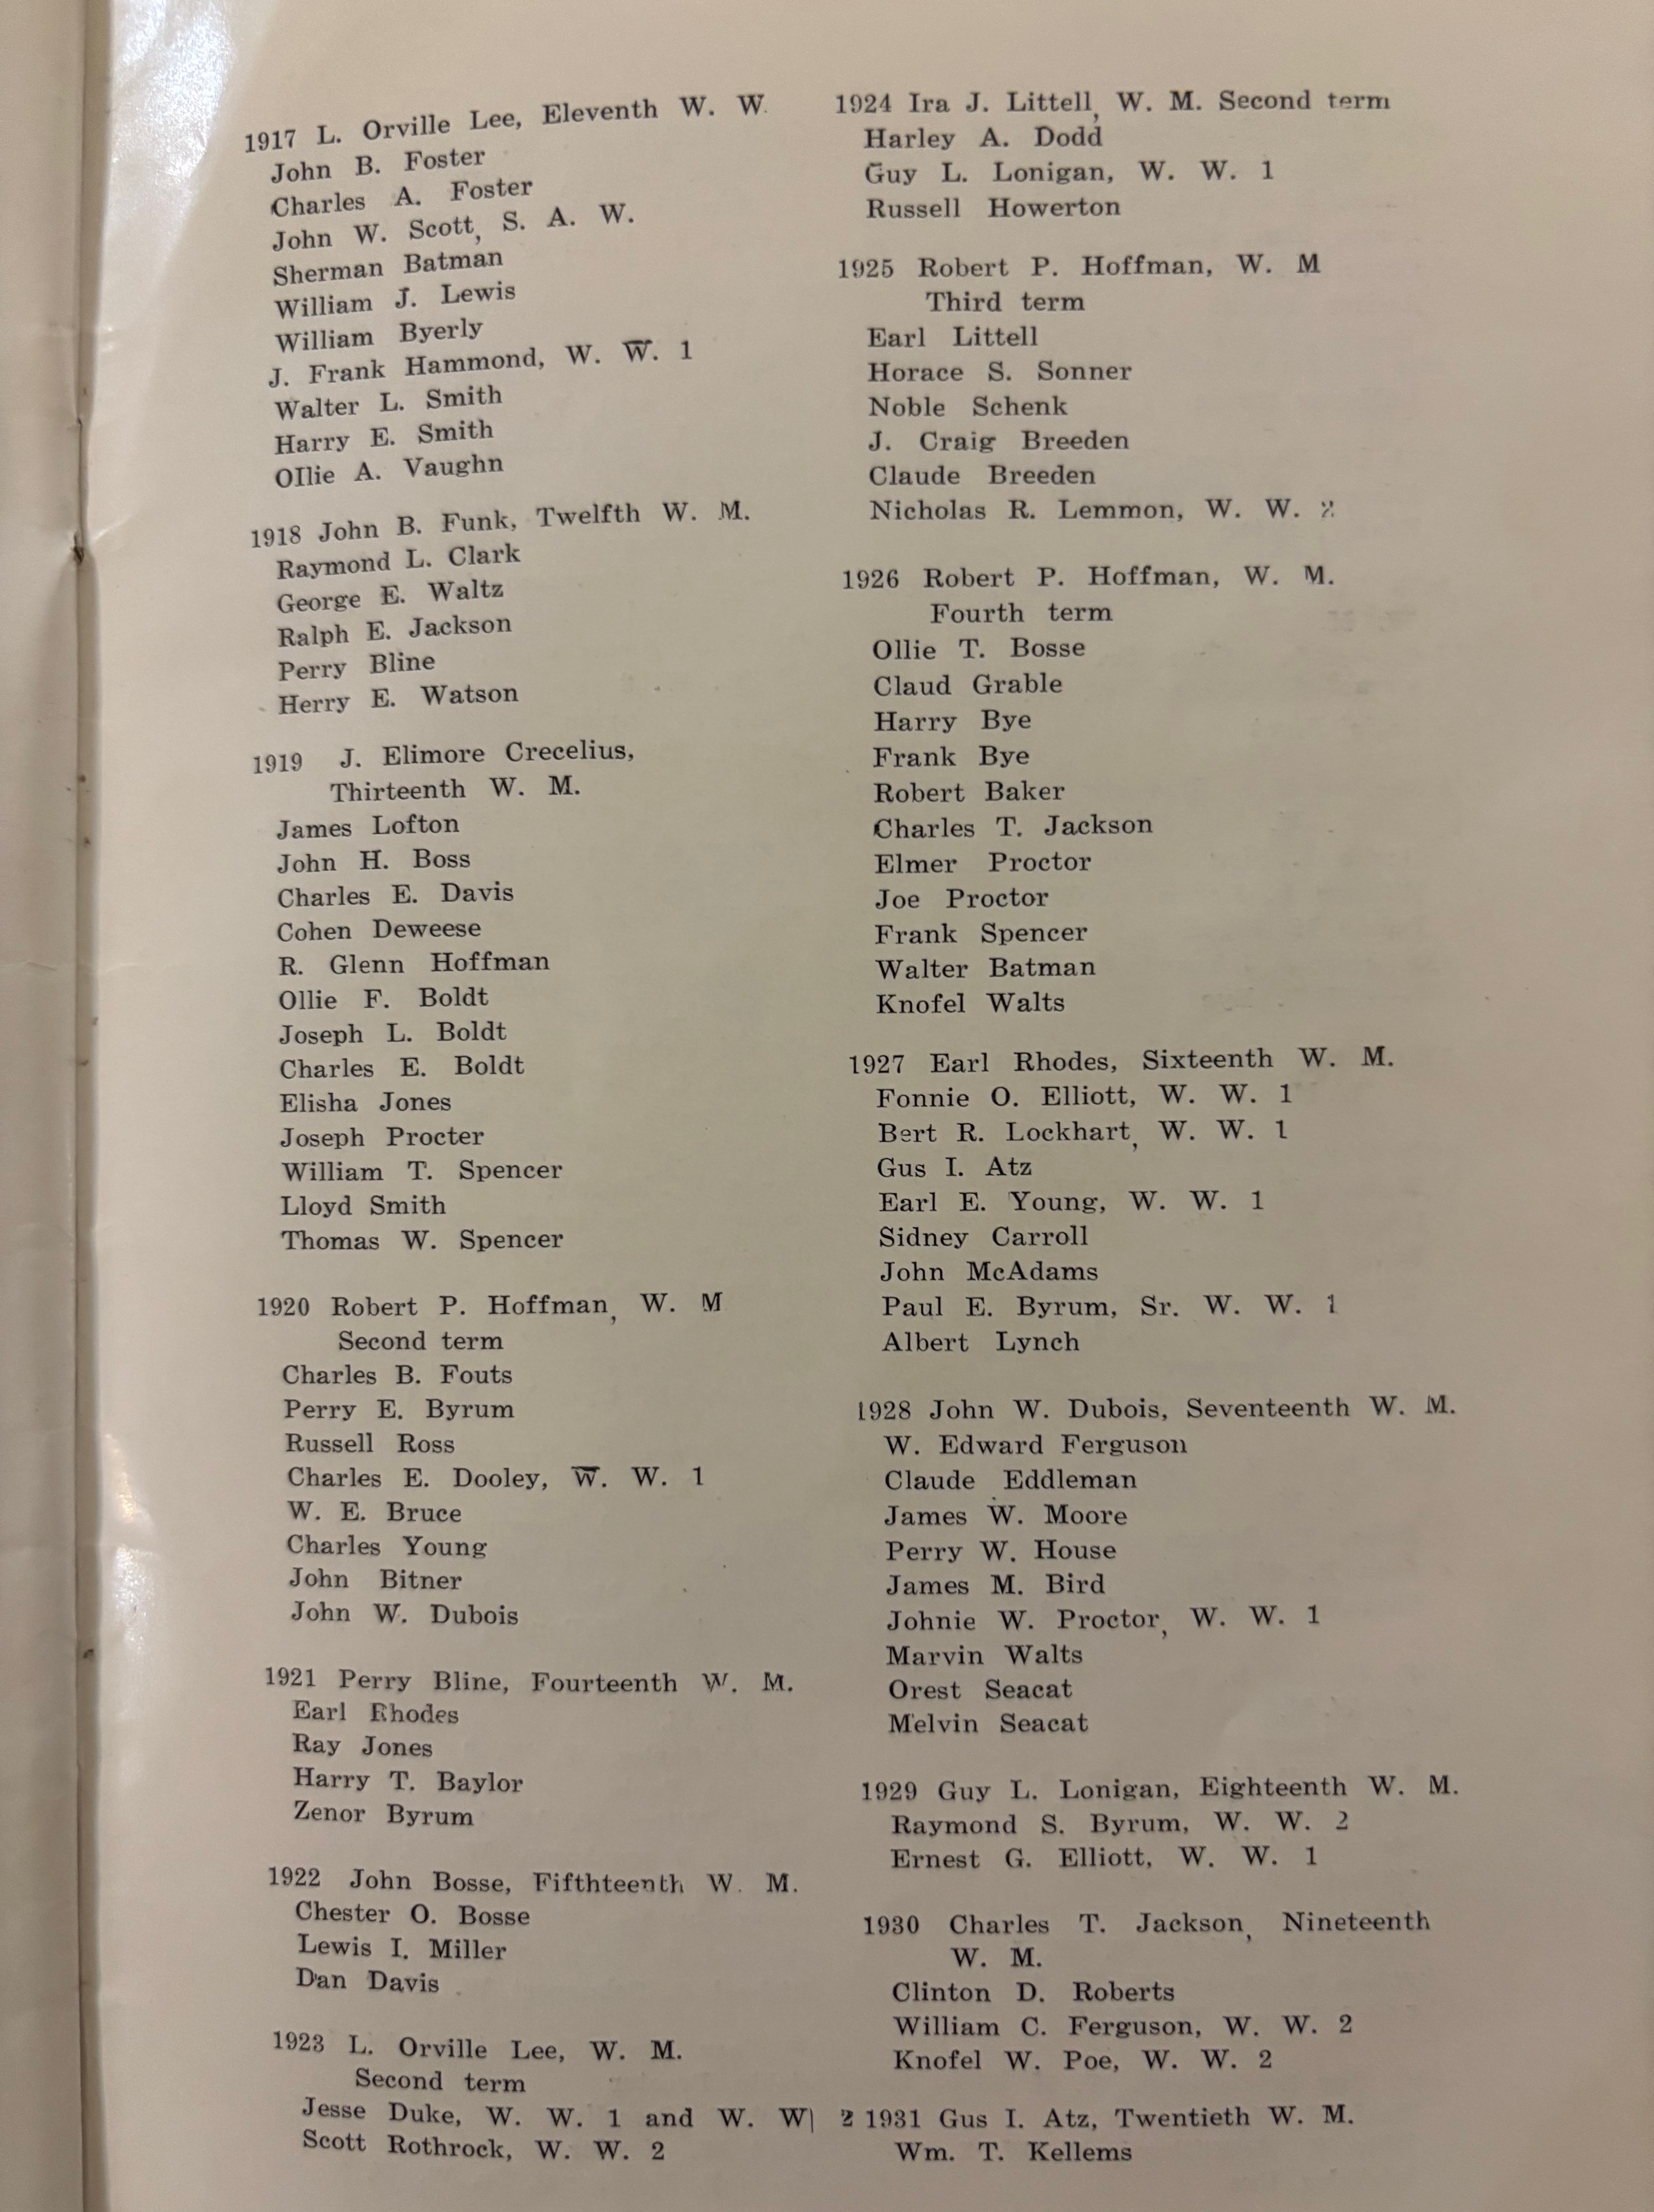 1917 L. Orville Lee, Eleventh W. W.
John B. Foster
Charles A. Foster
John W. Scott, S. A. W.
Sherman Batman
William J. Lewis
William Byerly
J. Frank Hammond, W. W. 1
Walter L. Smith
Harry E. Smith
Ollie A. Vaughn
1918 John B. Funk, Twelfth W. M.
Raymond L. Clark
George E. Waltz
Ralph E. Jackson
Perry Bline
Herry E. Watson
1919 J. Elimore Crecelius,
Thirteenth W. M.
James Lofton
John H. Boss
Charles E. Davis
Cohen Deweese
R. Glenn Hoffman
Ollie F. Boldt
Joseph L. Boldt
Charles E. Boldt
Elisha Jones
Joseph Procter
William T. Spencer
Lloyd Smith
Thomas W. Spencer
1920 Robert P. Hoffman, W. M
Second term
Charles B. Fouts
Perry E. Byrum
Russell Ross
Charles E. Dooley, W. W. 1
W. E. Bruce
Charles Young
John Bitner
John W. Dubois
1921 Perry Bline, Fourteenth W. M.
Earl Rhodes
Ray Jones
Harry T. Baylor
Zenor Byrum
1922 John Bosse, Fifthteenth W. M.
Chester O. Bosse
Lewis I. Miller
Dan Davis
1923 L. Orville Lee, W. M.
Second term
Jesse Duke, W. W. 1 and W. W| 2
Scott Rothrock, W. W. 2
1924 Ira J. Littell, W. M. Second term
Harley A. Dodd
Guy L. Lonigan, W. W. 1
Russell Howerton
1925 Robert P. Hoffman, W. M
Third term
Earl Littell
Horace S. Sonner
Noble Schenk
J. Craig Breeden
Claude Breeden
Nicholas R. Lemmon, W. W. 2
1926 Robert P. Hoffman, W. M.
Fourth term
Ollie T. Bosse
Claud Grable
Harry Bye
Frank Bye
Robert Baker
Charles T. Jackson
Elmer Proctor
Joe Proctor
Frank Spencer
Walter Batman
Knofel Walts
1927 Earl Rhodes, Sixteenth W. M.
Fonnie O. Elliott, W. W. 1
Bert R. Lockhart, W. W. 1
Gus I. Atz
Earl E. Young, W. W. 1
Sidney Carroll
John McAdams
Paul E. Byrum, Sr. W. W. 1
Albert Lynch
1928 John W. Dubois, Seventeenth W. M.
W. Edward Ferguson
Claude Eddleman
James W. Moore
Perry W. House
James M. Bird
Johnie W. Proctor, W. W. 1
Marvin Walts
Orest Seacat
Melvin Seacat
1929 Guy L. Lonigan, Eighteenth W. M.
Raymond S. Byrum, W. W. 2
Ernest G. Elliott, W. W. 1
1930 Charles T. Jackson, Nineteenth
W. M.
Clinton D. Roberts
William C. Ferguson, W. W. 2
Knofel W. Poe, W. W. 2
1931 Gus I. Atz, Twentieth W. M.
Wm. T. Kellems